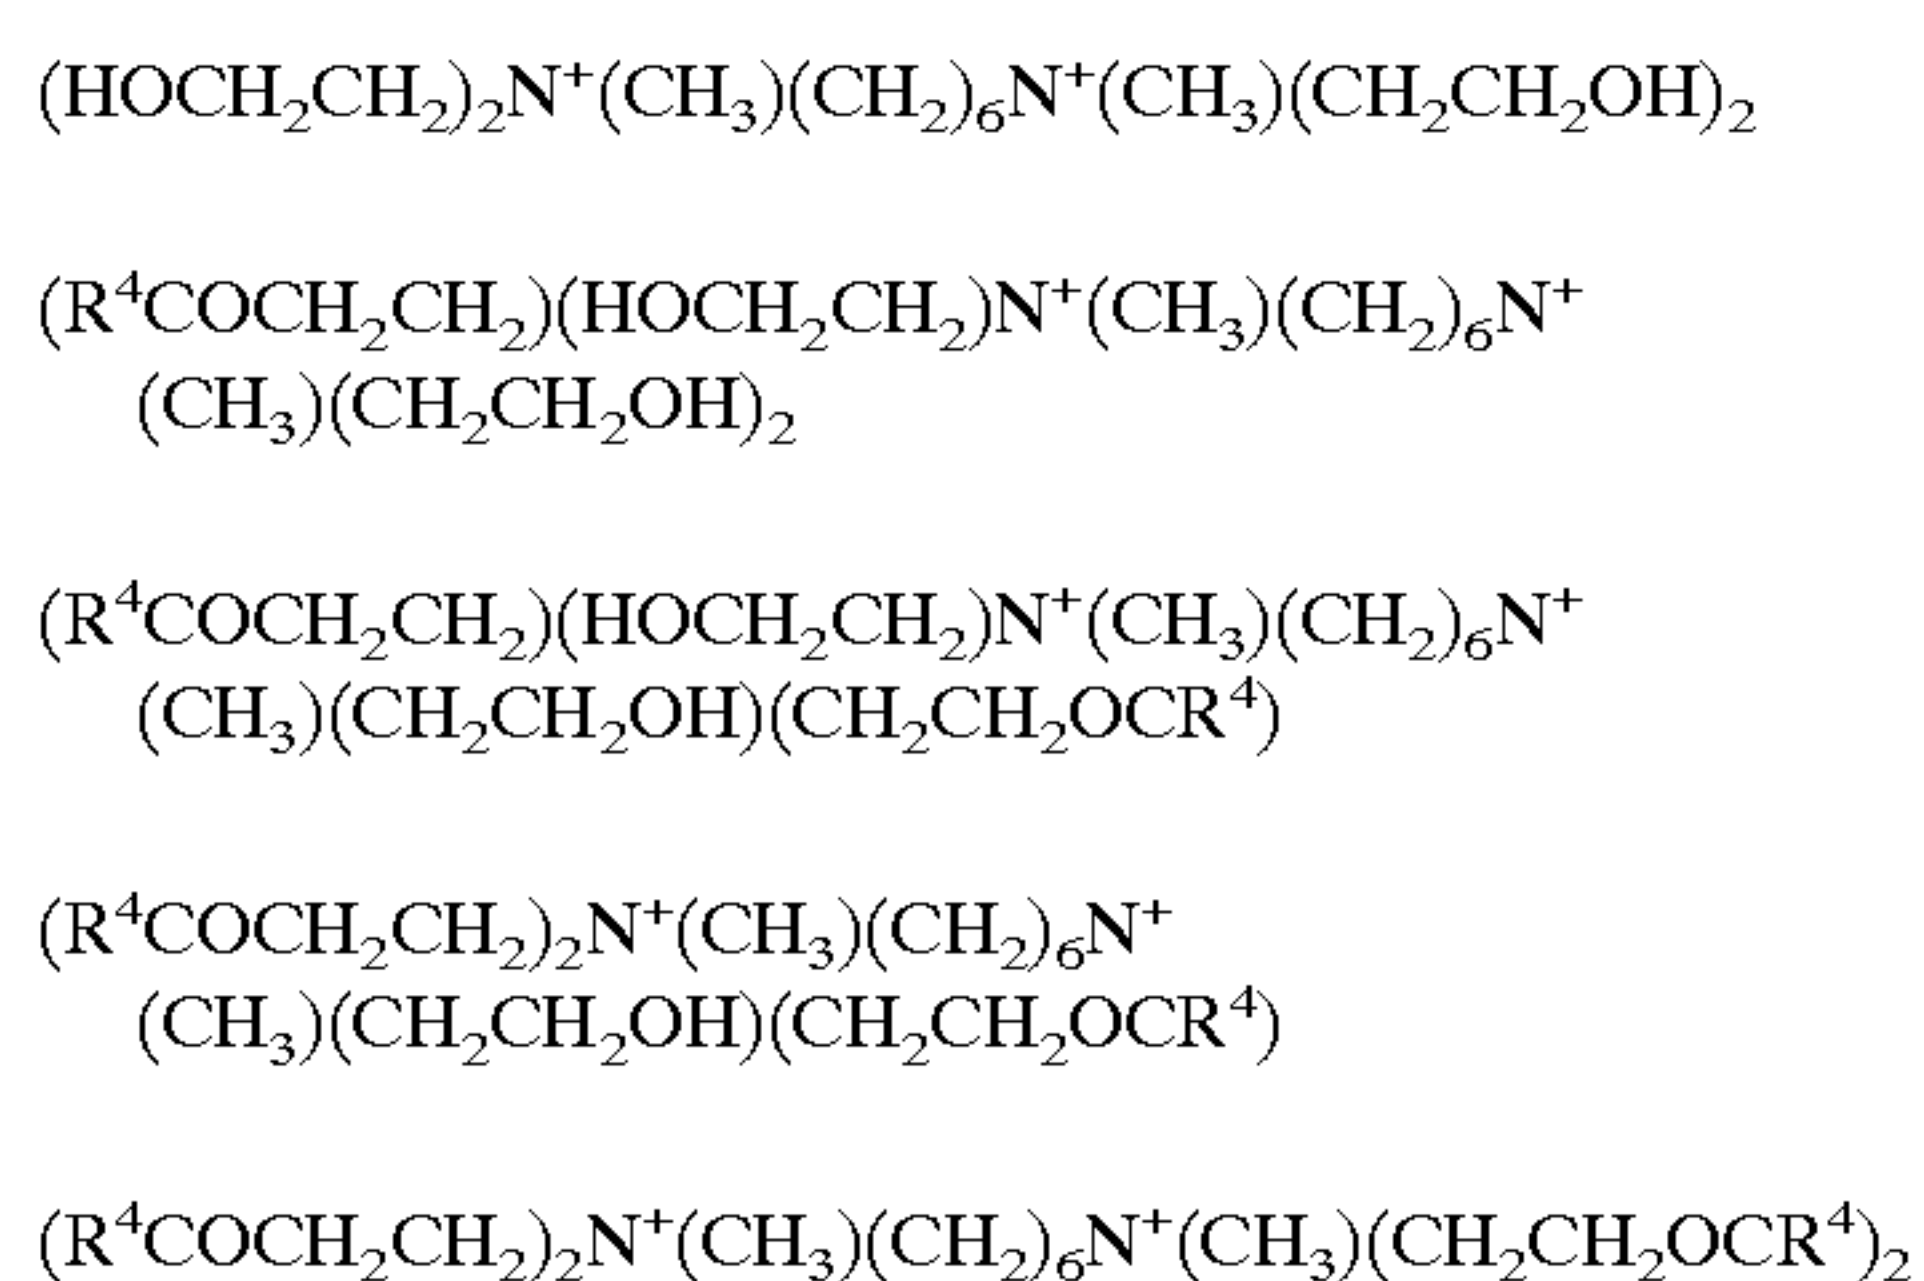 (HOCH₂CH₂)₂N⁺(CH₃)(CH₂)₆N⁺(CH₃)(CH₂CH₂OH)₂
(R⁴COCH₂CH₂)(HOCH₂CH₂)N⁺(CH₃)(CH₂)₆N⁺
(CH₃)(CH₂CH₂OH)₂
(R⁴COCH₂CH₂)(HOCH₂CH₂)N⁺(CH₃)(CH₂)₆N⁺
(CH₃)(CH₂CH₂OH)(CH₂CH₂OCR⁴)
(R⁴COCH₂CH₂)₂N⁺(CH₃)(CH₂)₆N⁺
(CH₃)(CH₂CH₂OH)(CH₂CH₂OCR⁴)
(R⁴COCH₂CH₂)₂N⁺(CH₃)(CH₂)₆N⁺(CH₃)(CH₂CH₂OCR⁴)₂